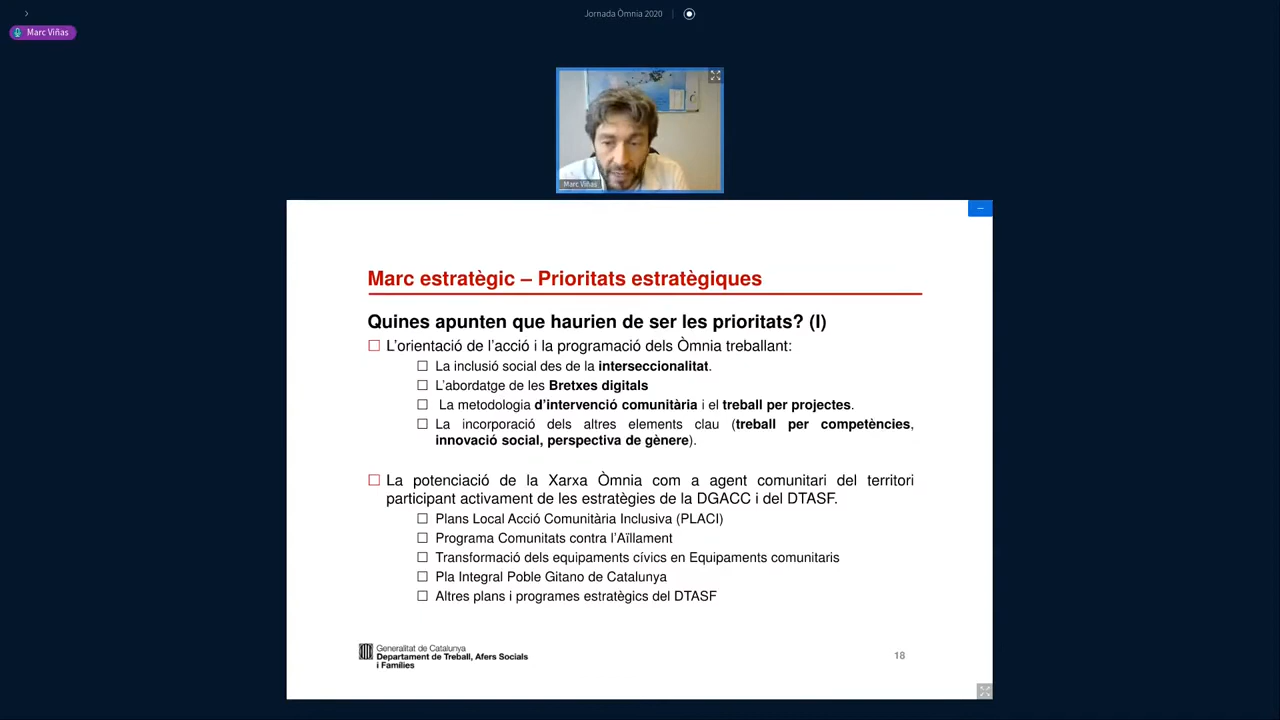 Jornada Òmnia 2020
Marc Viñas
Marc Viñas
Marc estratègic – Prioritats estratègiques
Quines apunten que haurien de ser les prioritats? (I)
L’orientació de l’acció i la programació dels Òmnia treballant:
La inclusió social des de la interseccionalitat.
L’abordatge de les Bretxes digitals
La metodologia d’intervenció comunitària i el treball per projectes.
La incorporació dels altres elements clau (treball per competències,
innovació social, perspectiva de gènere).
La potenciació de la Xarxa Òmnia com a agent comunitari del territori
participant activament de les estratègies de la DGACC i del DTASF.
Plans Local Acció Comunitària Inclusiva (PLACI)
Programa Comunitats contra l’Aïllament
Transformació dels equipaments cívics en Equipaments comunitaris
Pla Integral Poble Gitano de Catalunya
Altres plans i programes estratègics del DTASF
Generalitat de Catalunya
Departament de Treball, Afers Socials
i Famílies
18